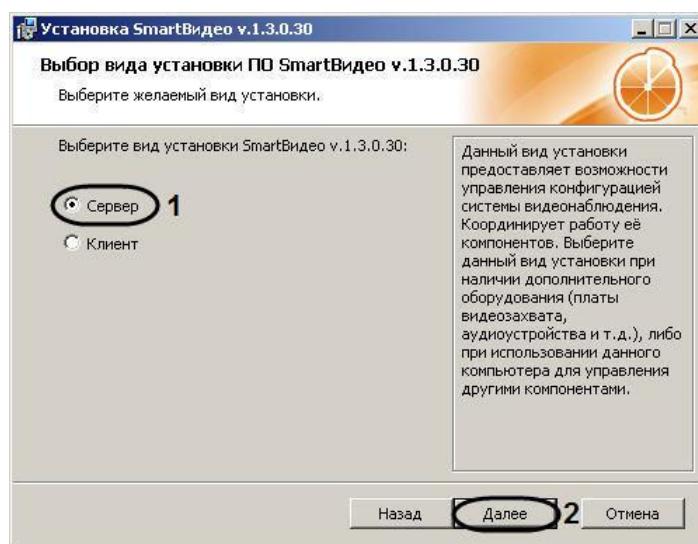 Установка SmartВидео v.1.3.0.30
Выбор вида установки ПО SmartВидео v.1.3.0.30
Выберите желаемый вид установки.
Выберите вид установки SmartВидео v.1.3.0.30:
Сервер 1
Клиент
Данный вид установки
предоставляет возможности
управления конфигурацией
системы видеонаблюдения.
Координирует работу её
компонентов. Выберите
данный вид установки при
наличии дополнительного
оборудования (платы
видеозахвата,
аудиоустройства и т.д.), либо
при использовании данного
компьютера для управления
другими компонентами.
Назад Далее 2 Отмена